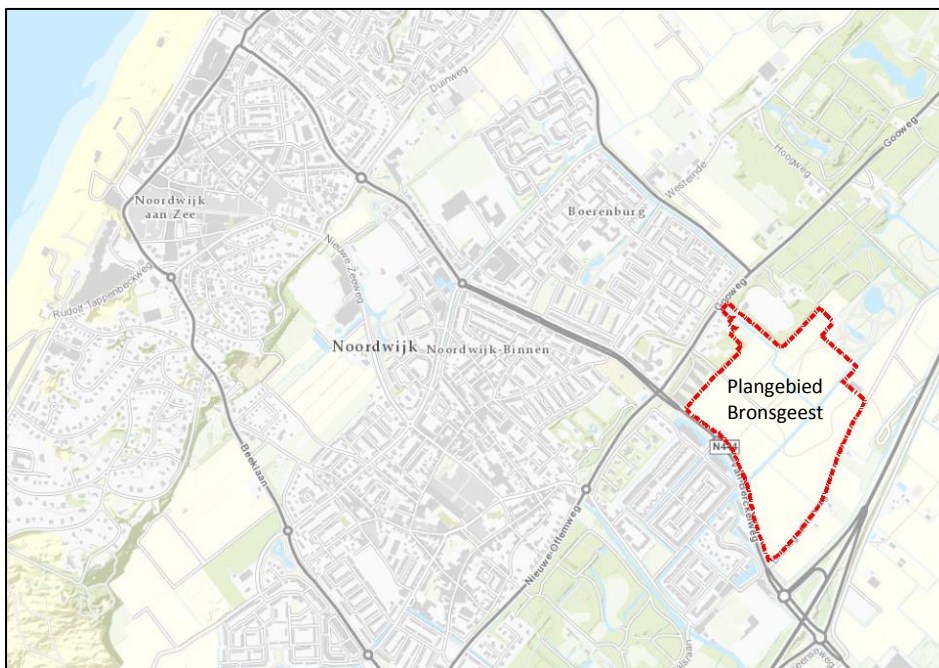 Duinweg
Hoogweg
Gooweg
Westeinde
Noordwijk
aan Zee
Boerenburg
Nieuwe Zeeweg
Rudolf-Tappenbeckweg
Gooweg
Noordwijk
Noordwijk-Binnen
Plangebied
Bronsgeest
Beeklaan
Nieuwe-Offemweg